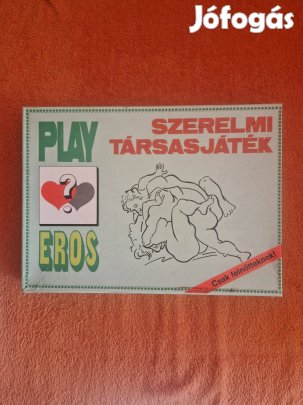 Jófogás
PLAY
?
EROS
SZERELMI
TÁRSASJÁTÉK
Csak felnőtteknek!